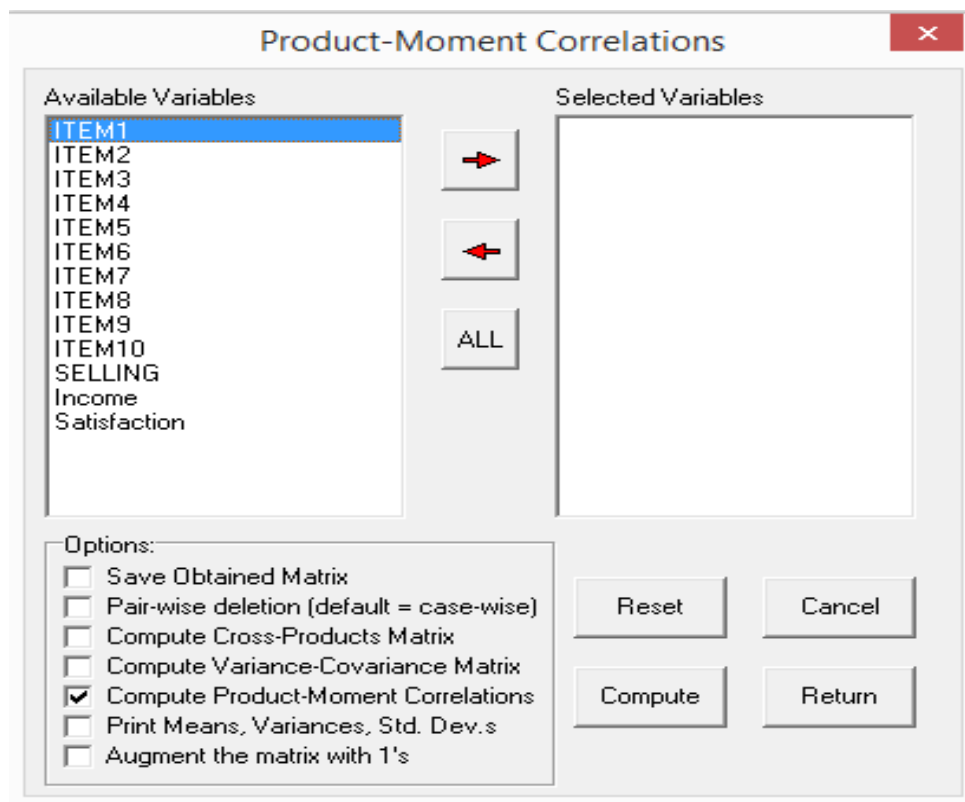 Product-Moment Correlations
Available Variables
ITEM1
ITEM2
ITEM3
ITEM4
ITEM5
ITEM6
ITEM7
ITEM8
ITEM9
ITEM10
SELLING
Income
Satisfaction
ALL
Selected Variables
Options:
Save Obtained Matrix
Pair-wise deletion (default = case-wise)
Compute Cross-Products Matrix
Compute Variance-Covariance Matrix
Compute Product-Moment Correlations
Print Means, Variances, Std. Dev.s
Augment the matrix with 1's
Reset
Cancel
Compute
Return